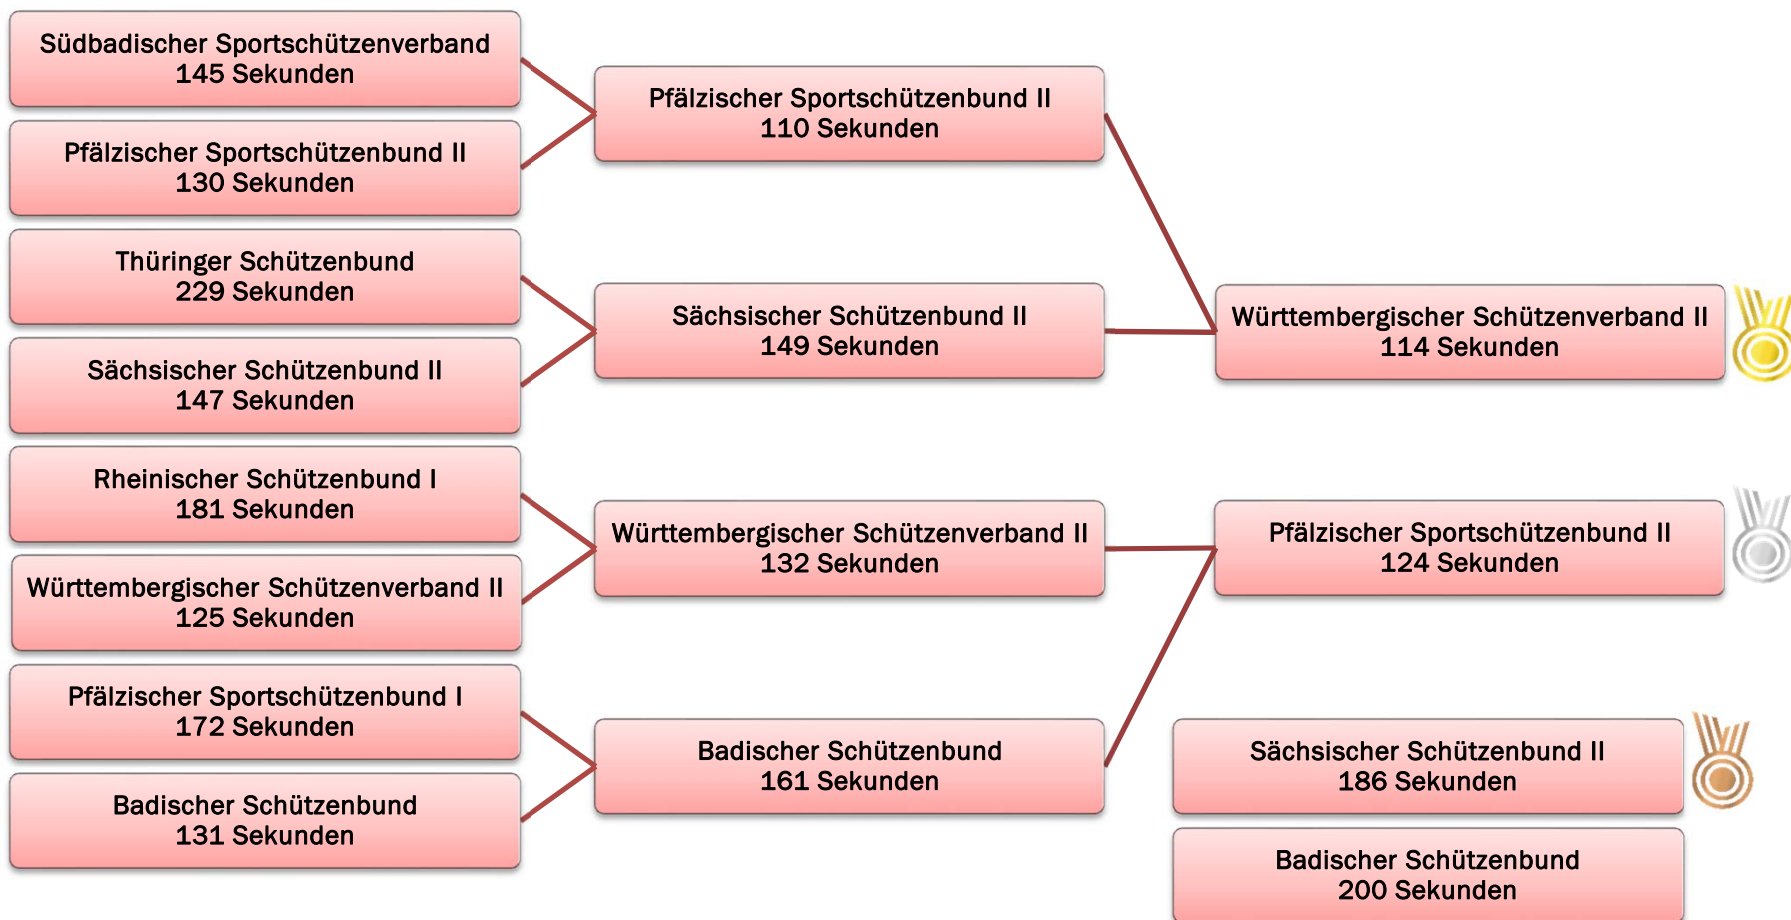 Südbadischer Sportschützenverband
145 Sekunden
Pfälzischer Sportschützenbund II
130 Sekunden
Thüringer Schützenbund
229 Sekunden
Sächsischer Schützenbund II
147 Sekunden
Rheinischer Schützenbund I
181 Sekunden
Württembergischer Schützenverband II
125 Sekunden
Pfälzischer Sportschützenbund I
172 Sekunden
Badischer Schützenbund
131 Sekunden
Pfälzischer Sportschützenbund II
110 Sekunden
Sächsischer Schützenbund II
149 Sekunden
Württembergischer Schützenverband II
132 Sekunden
Badischer Schützenbund
161 Sekunden
Württembergischer Schützenverband II
114 Sekunden
Pfälzischer Sportschützenbund II
124 Sekunden
Sächsischer Schützenbund II
186 Sekunden
Badischer Schützenbund
200 Sekunden